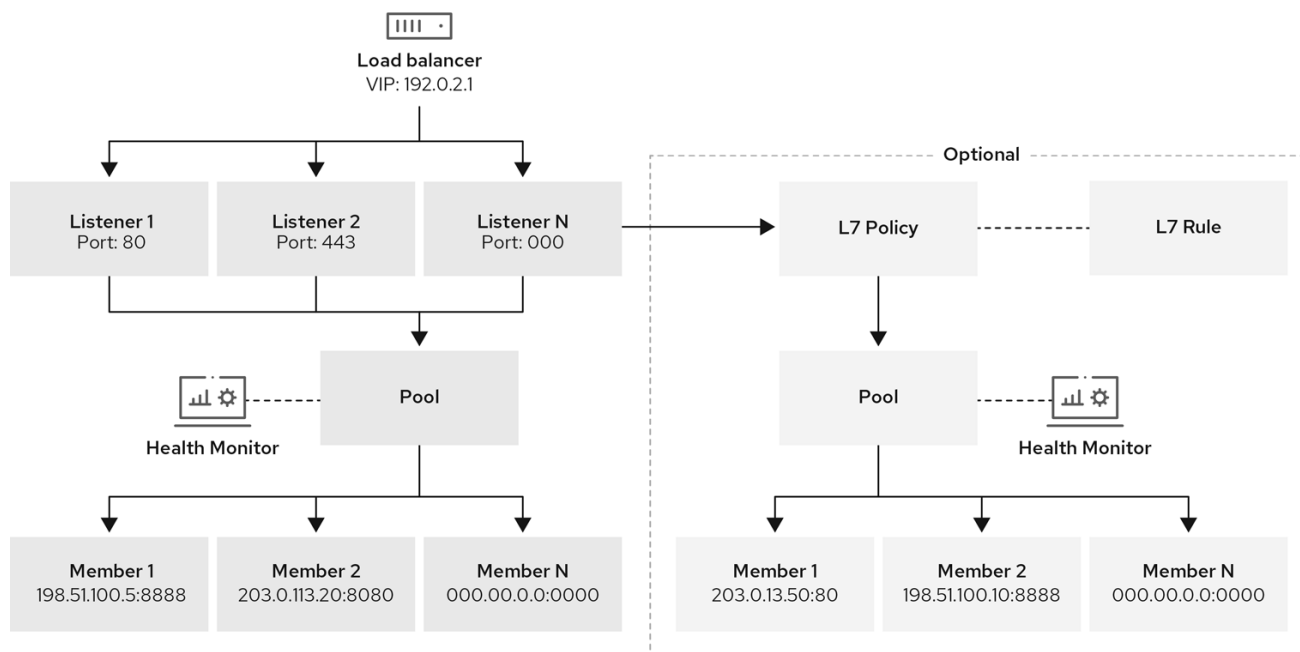 Load balancer
VIP: 192.0.2.1
Optional
Listener 1
Port: 80
Listener 2
Port: 443
Listener N
Port: 000
L7 Policy
L7 Rule
Pool
Health Monitor
Pool
Health Monitor
Member 1
198.51.100.5:8888
Member 2
203.0.113.20:8080
Member N
000.00.0.0:0000
Member 1
203.0.13.50:80
Member 2
198.51.100.10:8888
Member N
000.00.0.0:0000